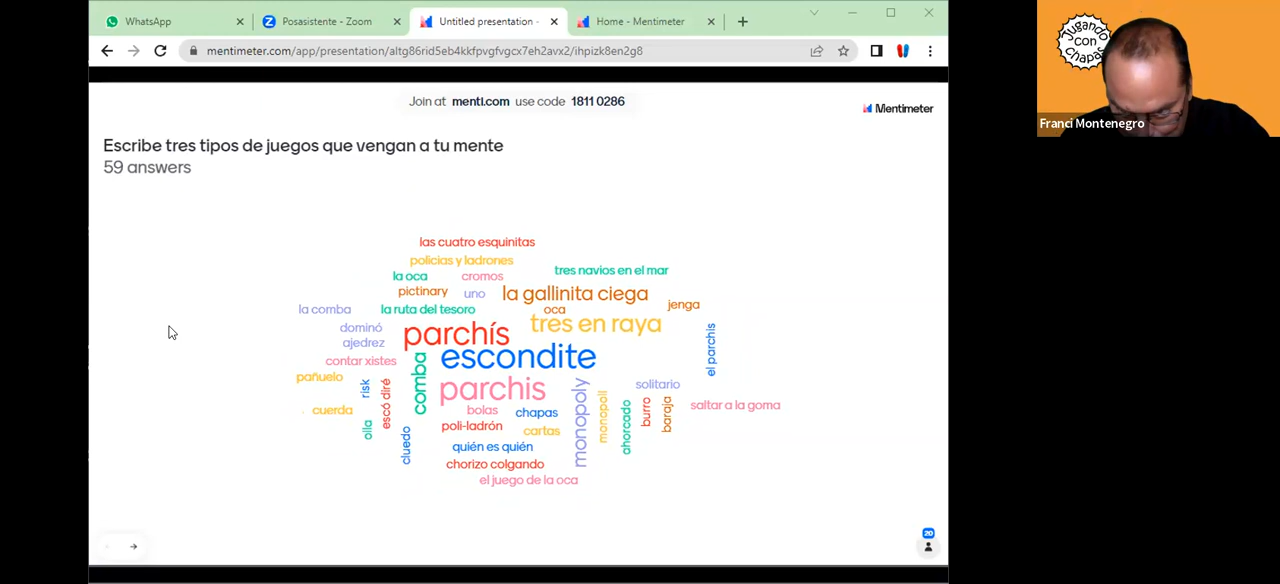 WhatsApp
Posasistente - Zoom
Untitled presentation -
Home - Mentimeter
mentimeter.com/app/presentation/altg86rid5eb4kkfpvgfvgcx7eh2avx2/ihpizk8en2g8
Jugando con chapas
Franci Montenegro
Join at menti.com use code 1811 0286
Mentimeter
Escribe tres tipos de juegos que vengan a tu mente
59 answers
las cuatro esquinitas
policias y ladrones
la oca
cromos
tres navios en el mar
pictinary
uno
la gallinita ciega
jenga
la comba
la ruta del tesoro
oca
dominó
parchís
tres en raya
ajedrez
escondite
el parchis
contar xistes
comba
pañuelo
risk
escó diré
parchis
monopoly
solitario
monopoll
cuerda
bolas
chapas
ahorcado
burro
baraja
saltar a la goma
olla
poli-ladrón
cartas
cluedo
quién es quién
chorizo colgando
el juego de la oca
20